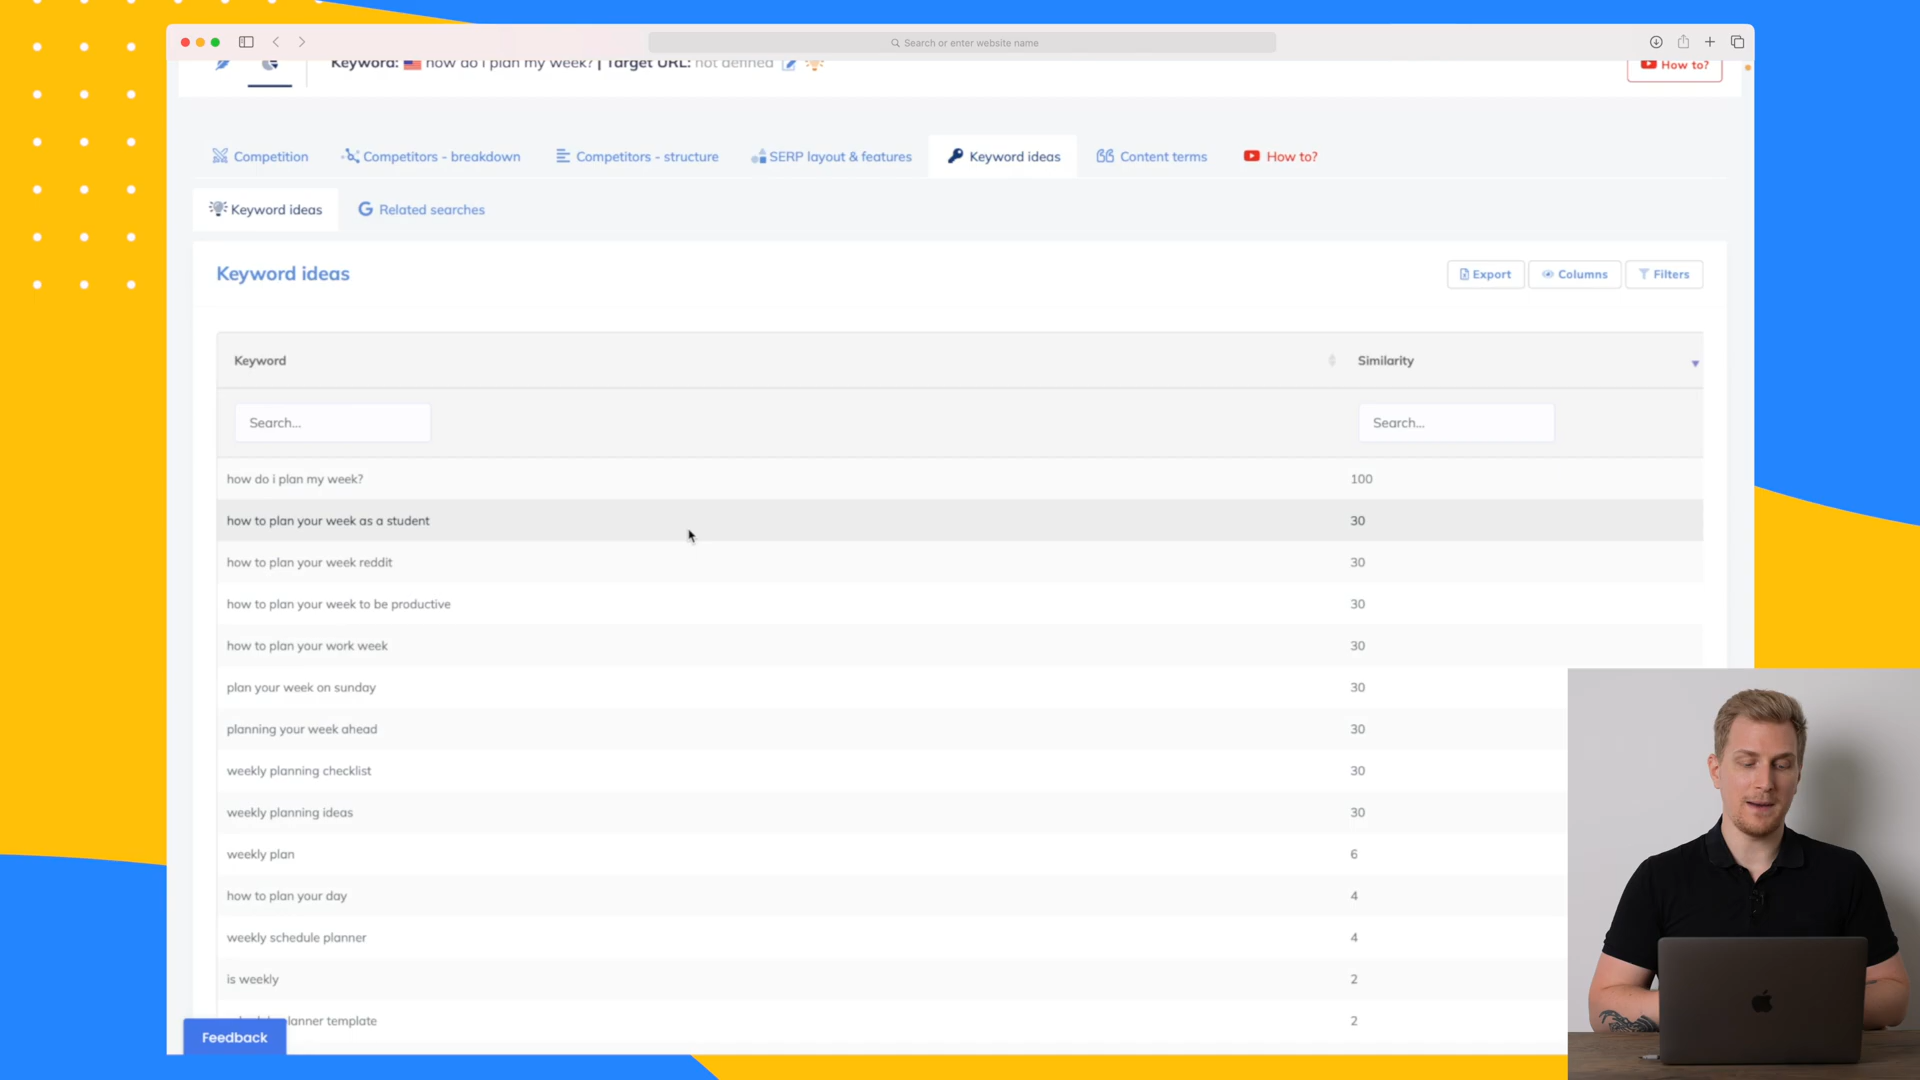 Search or enter website name
Keyword: how do i plan my week? | Target URL: not defined
How to?
Competition
Competitors - breakdown
Competitors - structure
SERP layout & features
Keyword ideas
Content terms
How to?
Keyword ideas
Related searches
Keyword ideas
Export
Columns
Filters
Keyword
Similarity
Search...
Search...
how do i plan my week? 100
how to plan your week as a student 30
how to plan your week reddit 30
how to plan your week to be productive 30
how to plan your work week 30
plan your week on sunday 30
planning your week ahead 30
weekly planning checklist 30
weekly planning ideas 30
weekly plan 6
how to plan your day 4
weekly schedule planner 4
is weekly 2
planner template 2
Feedback